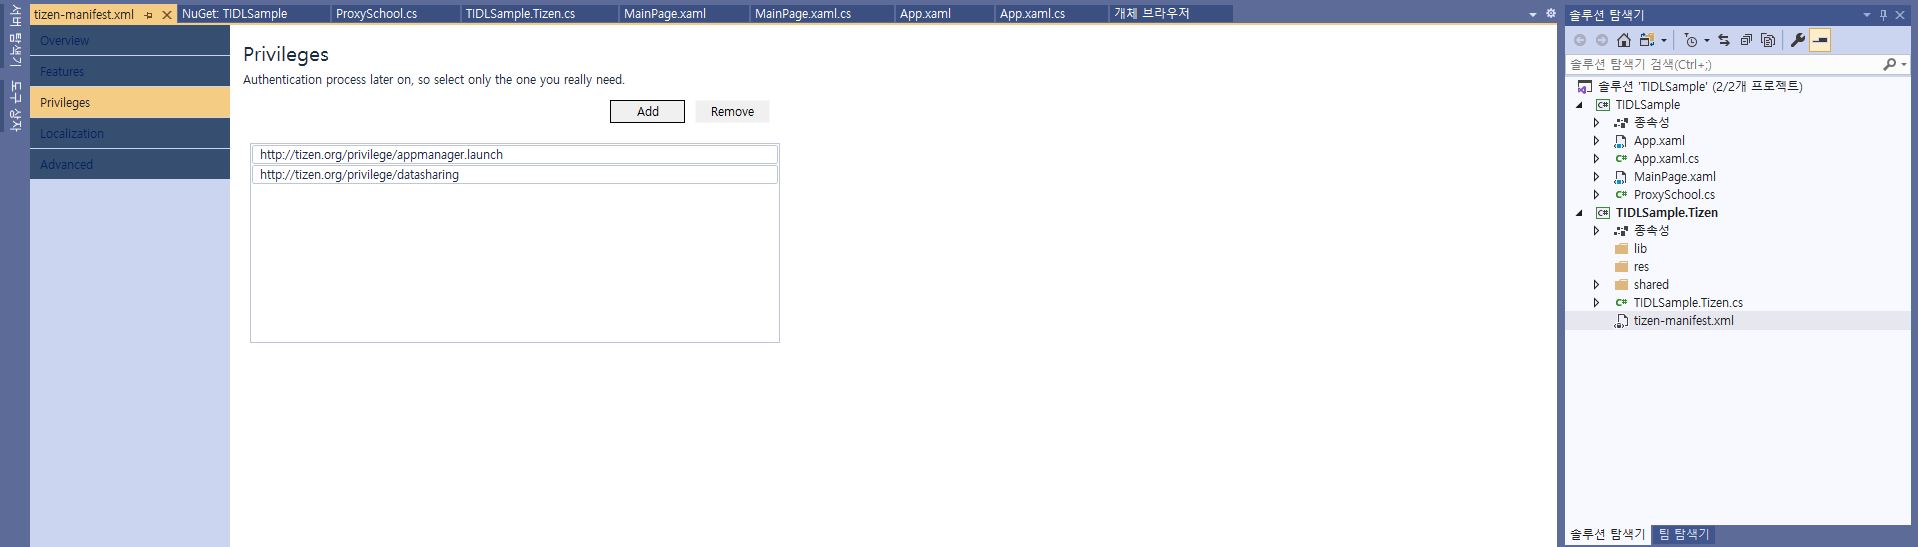 서버 탐색기
도구 상자
tizen-manifest.xml
NuGet: TIDLSample
ProxySchool.cs
TIDLSample.Tizen.cs
MainPage.xaml
MainPage.xaml.cs
App.xaml
App.xaml.cs
개체 브라우저
Overview
Features
Privileges
Localization
Advanced
Privileges
Authentication process later on, so select only the one you really need.
Add
Remove
http://tizen.org/privilege/appmanager.launch
http://tizen.org/privilege/datasharing
솔루션 탐색기
솔루션 탐색기 검색(Ctrl+;)
솔루션 'TIDLSample' (2/2개 프로젝트)
C# TIDLSample
종속성
App.xaml
C# App.xaml.cs
MainPage.xaml
C# ProxySchool.cs
C# TIDLSample.Tizen
종속성
lib
res
shared
C# TIDLSample.Tizen.cs
tizen-manifest.xml
솔루션 탐색기
팀 탐색기